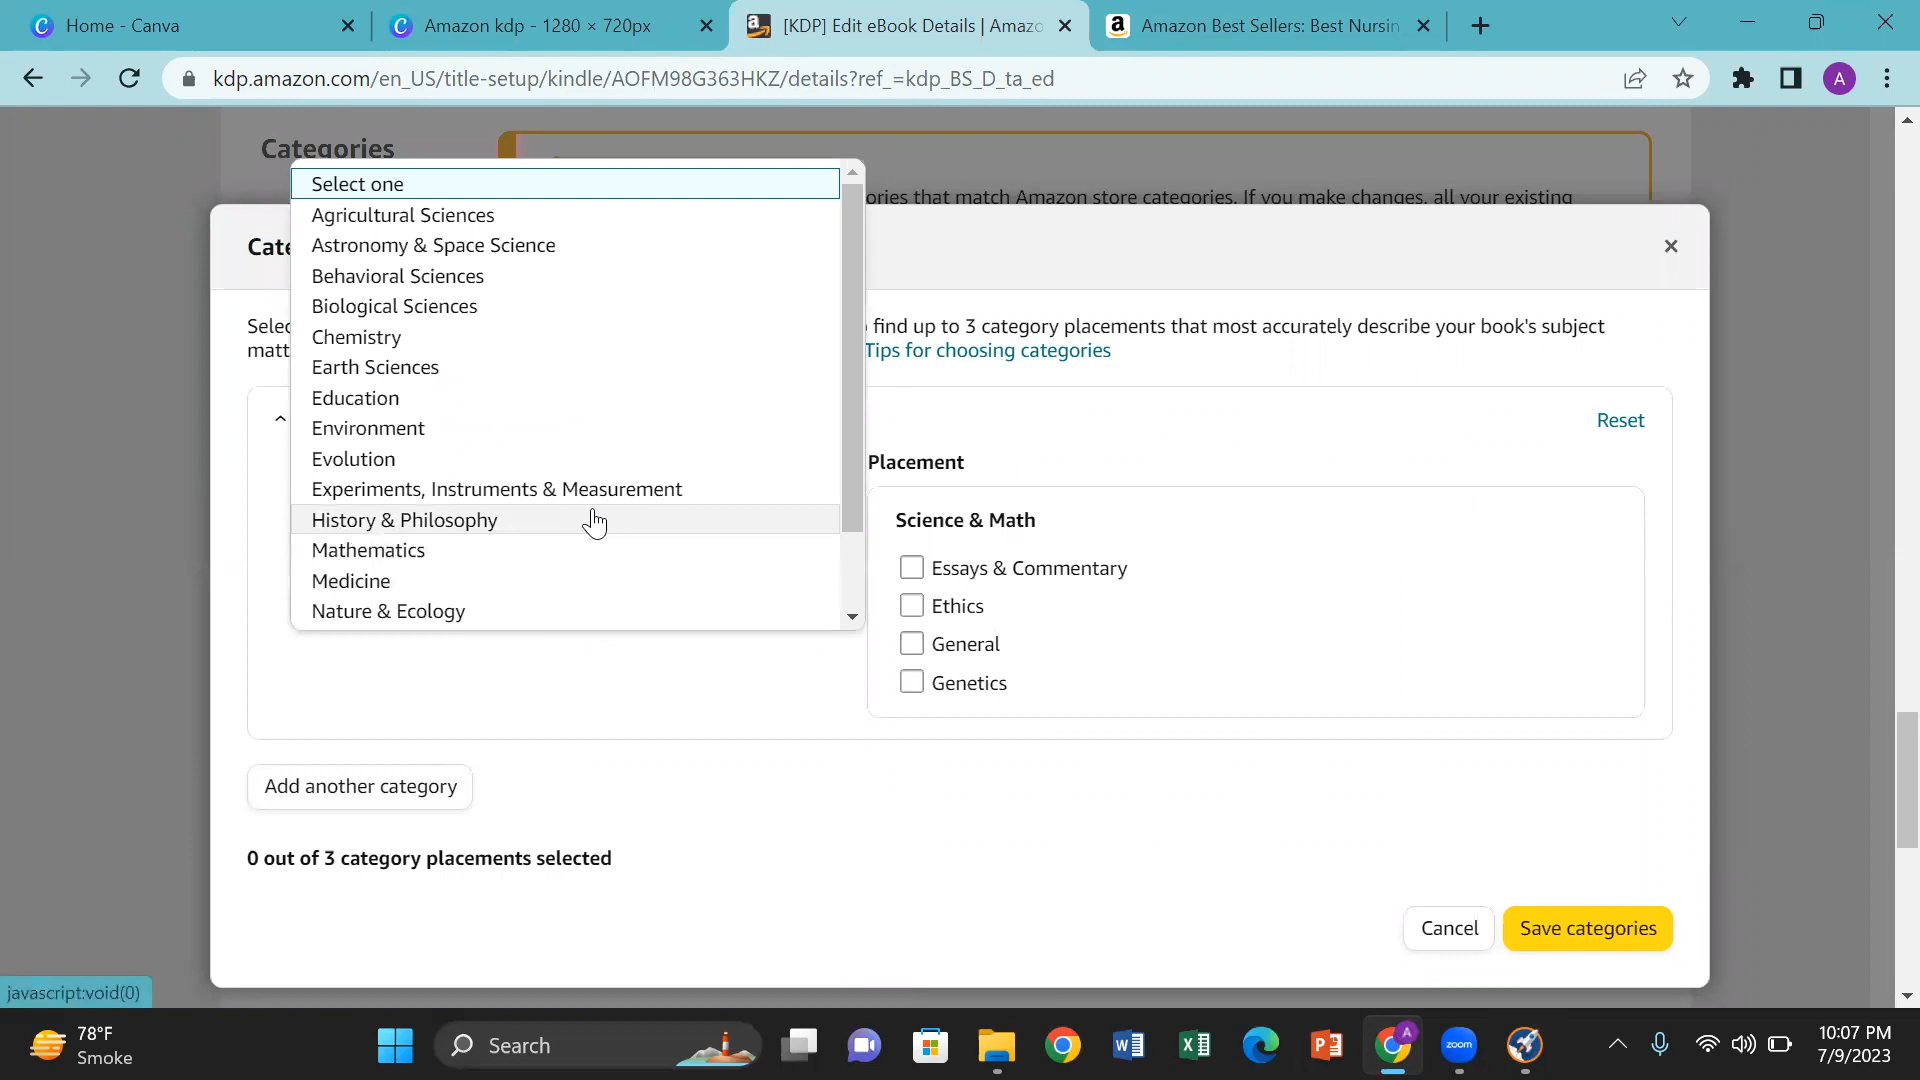 Home - Canva
Amazon kdp - 1280 × 720px
[KDP] Edit eBook Details | Amazo
Amazon Best Sellers: Best Nursin
kdp.amazon.com/en_US/title-setup/kindle/AOFM98G363HKZ/details?ref_=kdp_BS_D_ta_ed
A
Categories
ories that match Amazon store categories. If you make changes, all your existing
Cate
Select one
Agricultural Sciences
Astronomy & Space Science
Behavioral Sciences
Biological Sciences
Chemistry
Earth Sciences
Education
Environment
Evolution
Experiments, Instruments & Measurement
History & Philosophy
Mathematics
Medicine
Nature & Ecology
Selec find up to 3 category placements that most accurately describe your book's subject
matt Tips for choosing categories
Reset
Placement
Science & Math
Essays & Commentary
Ethics
General
Genetics
Add another category
0 out of 3 category placements selected
Cancel
Save categories
javascript:void(0)
78°F
Smoke
Search
zoom
A
10:07 PM
7/9/2023